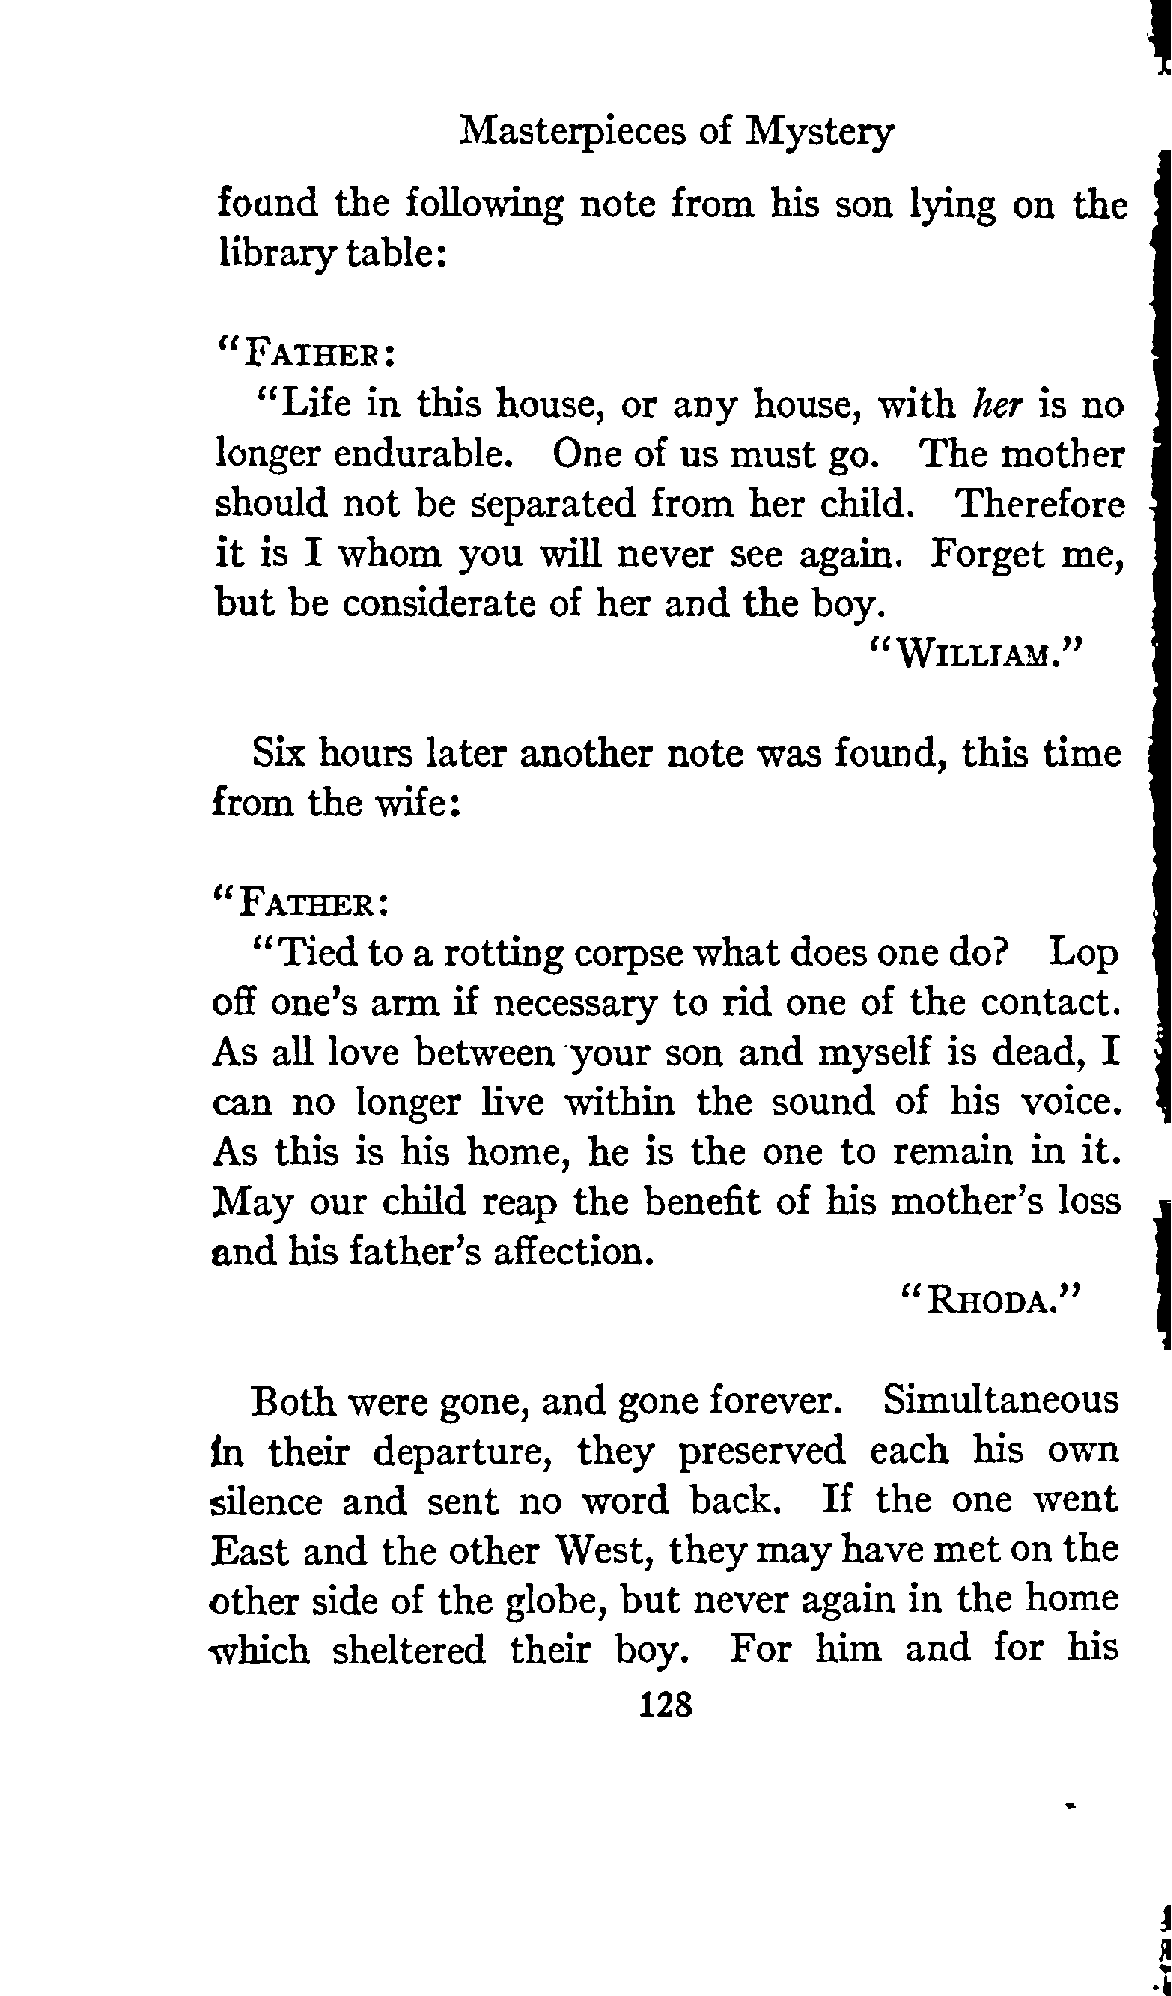 Masterpieces of Mystery
found the following note from his son lying on the
library table:
“FATHER:
“Life in this house, or any house, with her is no
longer endurable. One of us must go. The mother
should not be separated from her child. Therefore
it is I whom you will never see again. Forget me,
but be considerate of her and the boy.
“WILLIAM.”
Six hours later another note was found, this time
from the wife:
“FATHER:
“Tied to a rotting corpse what does one do? Lop
off one's arm if necessary to rid one of the contact.
As all love between your son and myself is dead, I
can no longer live within the sound of his voice.
As this is his home, he is the one to remain in it.
May our child reap the benefit of his mother's loss
and his father's affection.
“RHODA.”
Both were gone, and gone forever. Simultaneous
in their departure, they preserved each his own
silence and sent no word back. If the one went
East and the other West, they may have met on the
other side of the globe, but never again in the home
which sheltered their boy. For him and for his
128